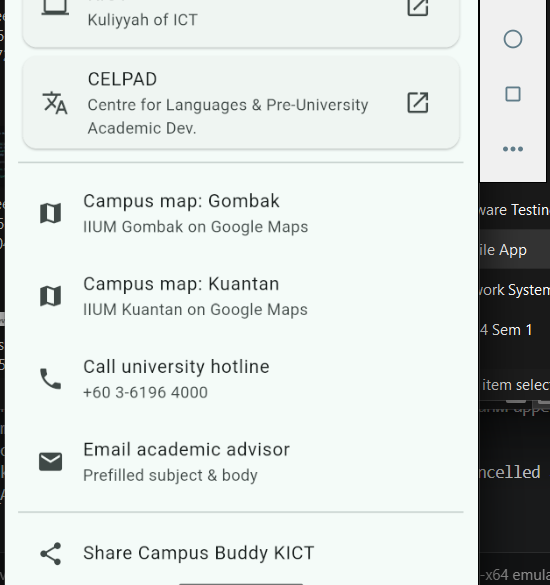 Kuliyyah of ICT
CELPAD
Centre for Languages & Pre-University
Academic Dev.
Campus map: Gombak
IIUM Gombak on Google Maps
Campus map: Kuantan
IIUM Kuantan on Google Maps
Call university hotline
+60 3-6196 4000
Email academic advisor
Prefilled subject & body
Share Campus Buddy KICT
ware Testin
ile App
work System
4 Sem 1
item selec
ncelled
-x64 emula